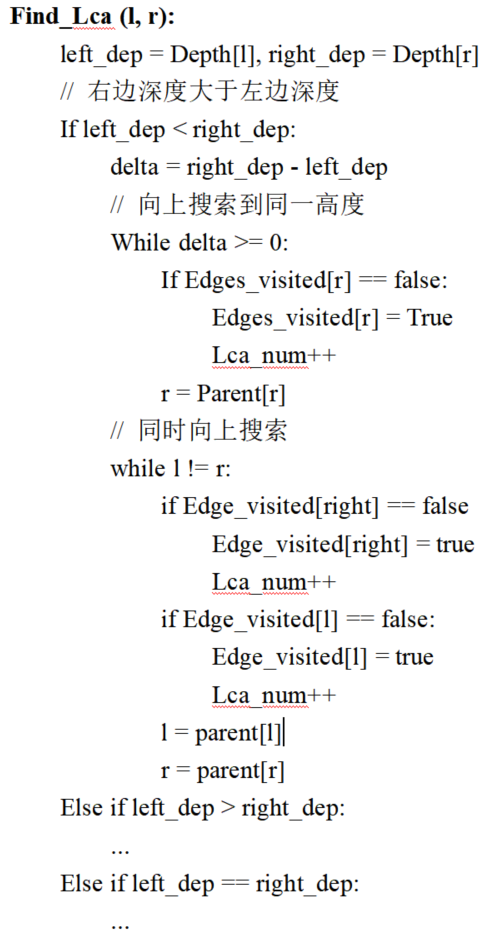 Find_Lca (l, r):
left_dep = Depth[l], right_dep = Depth[r]
// 右边深度大于左边深度
If left_dep < right_dep:
delta = right_dep - left_dep
// 向上搜索到同一高度
While delta >= 0:
If Edges_visited[r] == false:
Edges_visited[r] = True
Lca_num++
r = Parent[r]
// 同时向上搜索
while l != r:
if Edge_visited[right] == false
Edge_visited[right] = true
Lca_num++
if Edge_visited[l] == false:
Edge_visited[l] = true
Lca_num++
l = parent[l]
r = parent[r]
Else if left_dep > right_dep:
...
Else if left_dep == right_dep:
...